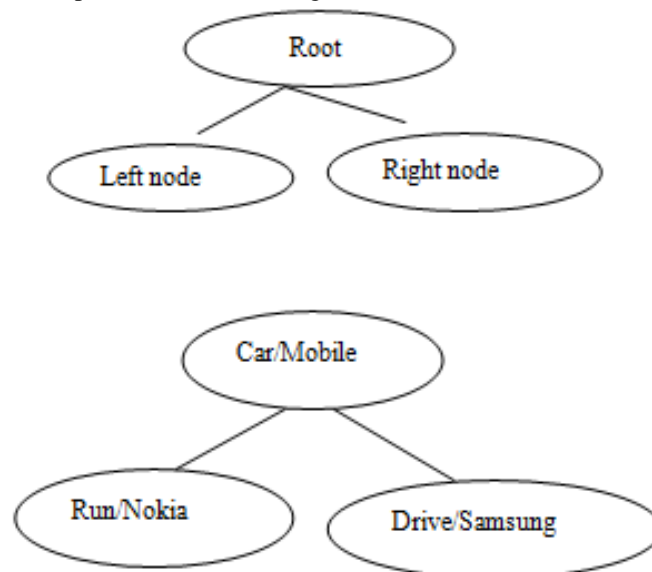 Root
Left node
Right node
Car/Mobile
Run/Nokia
Drive/Samsung